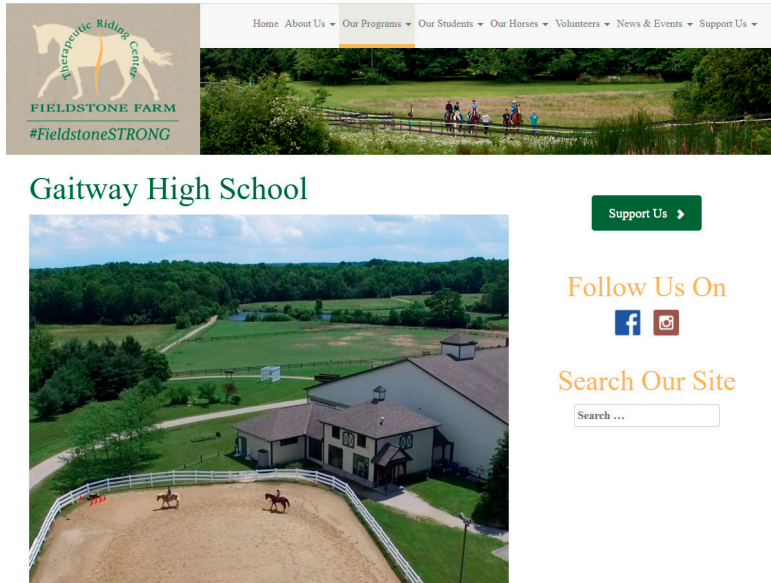 Therapeutic Riding Center
FIELDSTONE FARM
#FieldstoneSTRONG
Home About Us Our Programs Our Students Our Horses Volunteers News & Events Support Us
Gaitway High School
Support Us
Follow Us On
Search Our Site
Search ...